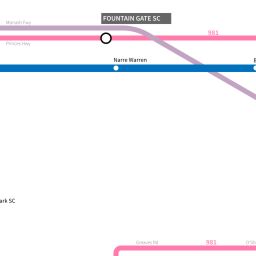 FOUNTAIN GATE SC
Monash Fwy
981
Princes Hwy
Narre Warren
ark SC
Greaves Rd
981
O'Sh